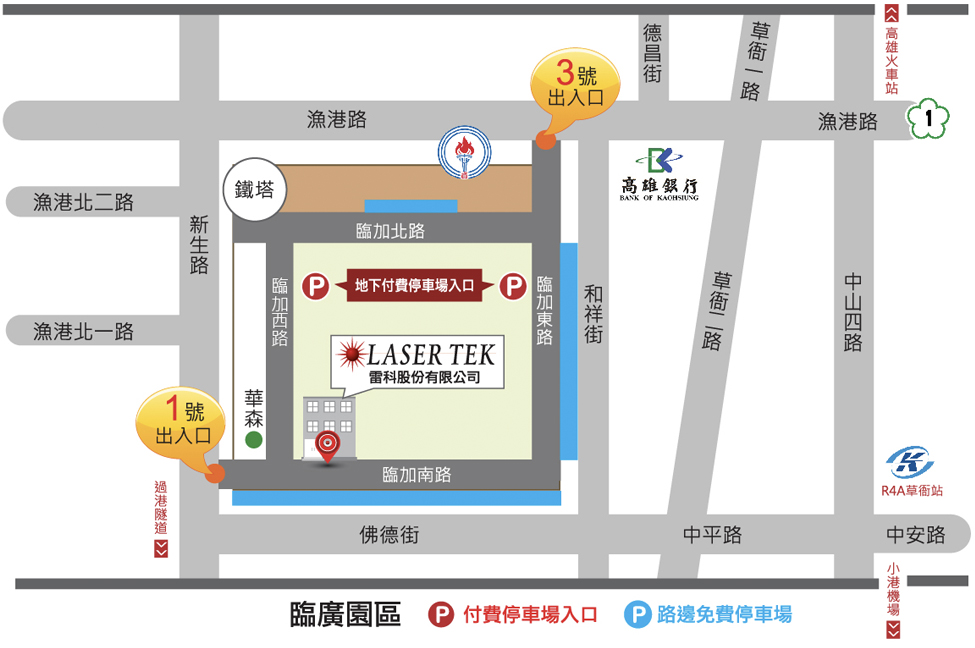 高雄火車站
德昌街
草衙一路
3號
出入口
漁港路
漁港路
1
鐵塔
高雄銀行
BANK OF KAOHSIUNG
漁港北二路
新生路
臨加北路
臨加西路
P
地下付費停車場入口
P
臨加東路
和祥街
草衙二路
中山四路
漁港北一路
LASER TEK
雷科股份有限公司
華森
1號
出入口
臨加南路
K
R4A草衙站
過港隧道
佛德街
中平路
中安路
小港機場
臨廣園區
P 付費停車場入口
P 路邊免費停車場